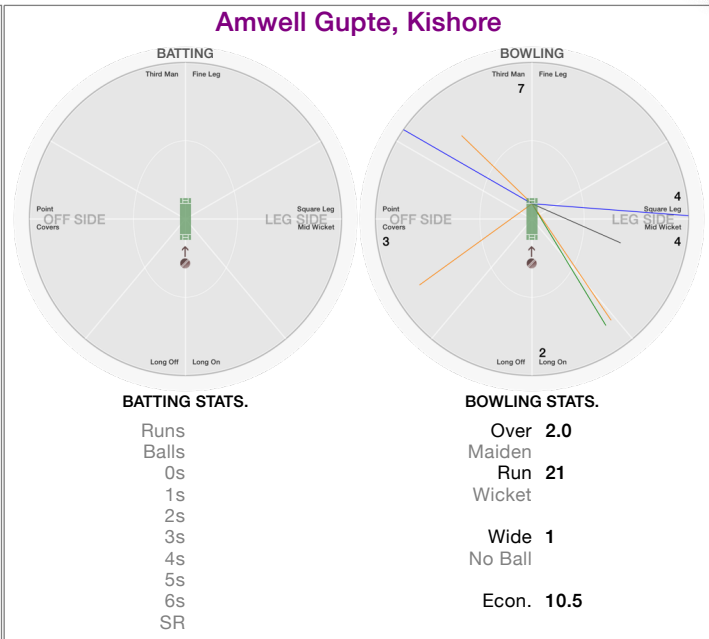 Amwell Gupte, Kishore
BATTING
Third Man Fine Leg
Point
OFF SIDE
Covers
Square Leg
LEG SIDE
Mid Wicket
Long Off Long On
BATTING STATS.
Runs
Balls
0s
1s
2s
3s
4s
5s
6s
SR
BOWLING
Third Man Fine Leg
7
Point
OFF SIDE
Covers
3
4
Square Leg
LEG SIDE
Mid Wicket
4
2
Long Off Long On
BOWLING STATS.
Over 2.0
Maiden
Run 21
Wicket
Wide 1
No Ball
Econ. 10.5